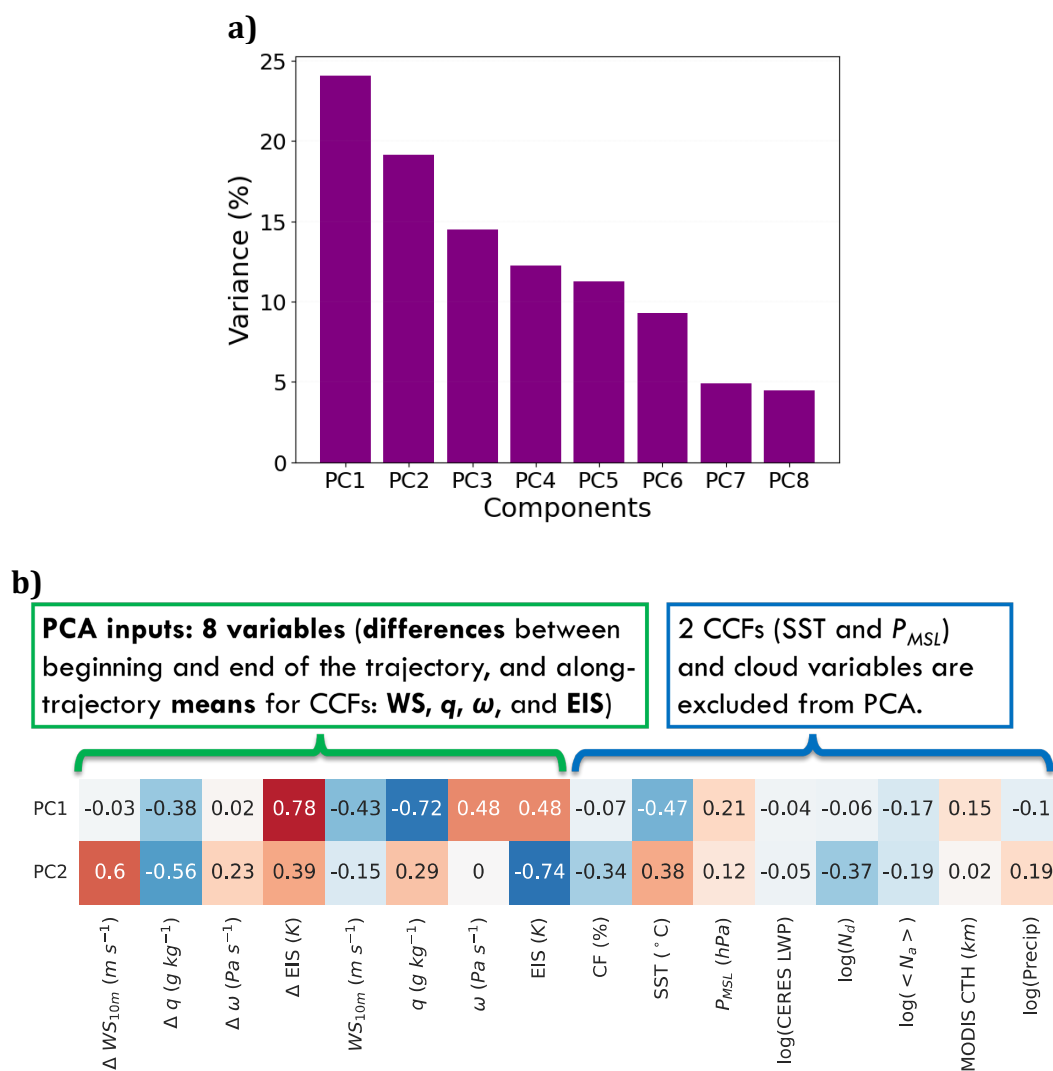 a)
25
20
15
10
5
0
Variance (%)
PC1 PC2 PC3 PC4 PC5 PC6 PC7 PC8
Components
b)
PCA inputs: 8 variables (differences between
beginning and end of the trajectory, and along-
trajectory means for CCFs: WS, q, ω, and EIS)
2 CCFs (SST and P_MSL)
and cloud variables are
excluded from PCA.
PC1 -0.03 -0.38 0.02 0.78 -0.43 -0.72 0.48 0.48 -0.07 -0.47 0.21 -0.04 -0.06 -0.17 0.15 -0.1
PC2 0.6 -0.56 0.23 0.39 -0.15 0.29 0 -0.74 -0.34 0.38 0.12 -0.05 -0.37 -0.19 0.02 0.19
Δ WS₁₀ₘ (m s⁻¹)
Δ q (g kg⁻¹)
Δ ω (Pa s⁻¹)
Δ EIS (K)
WS₁₀ₘ (m s⁻¹)
q (g kg⁻¹)
ω (Pa s⁻¹)
EIS (K)
CF (%)
SST (°C)
P_MSL (hPa)
log(CERES LWP)
log(N_d)
log(< N_a >)
MODIS CTH (km)
log(Precip)